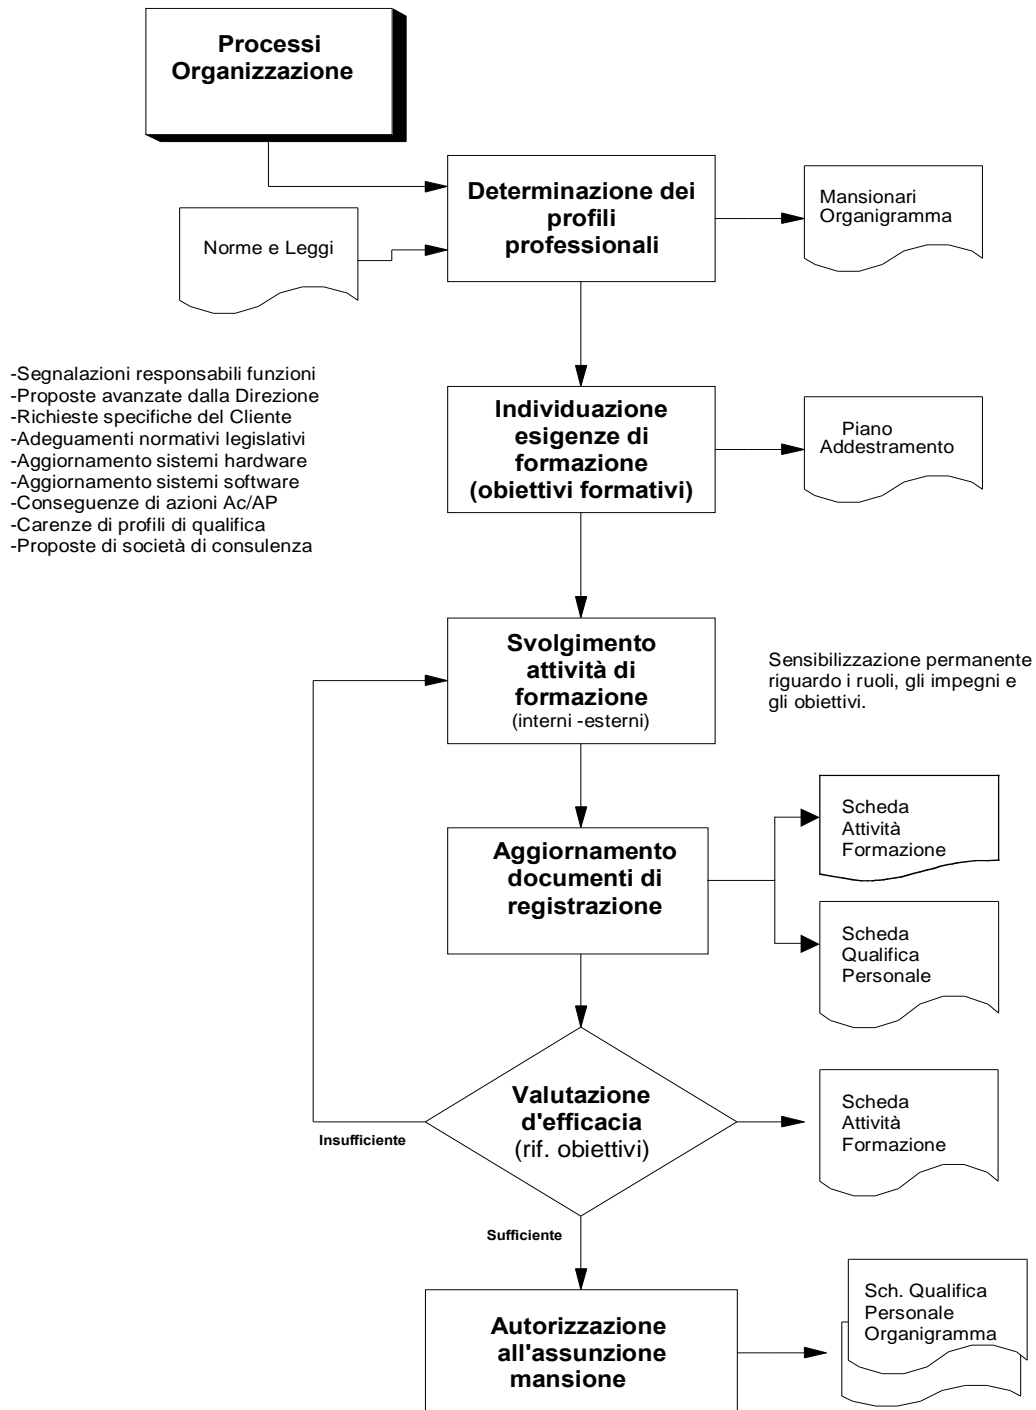 Processi
Organizzazione
Determinazione dei
profili
professionali
Mansionari
Organigramma
Norme e Leggi
-Segnalazioni responsabili funzioni
-Proposte avanzate dalla Direzione
-Richieste specifiche del Cliente
-Adeguamenti normativi legislativi
-Aggiornamento sistemi hardware
-Aggiornamento sistemi software
-Conseguenze di azioni Ac/AP
-Carenze di profili di qualifica
-Proposte di società di consulenza
Individuazione
esigenze di
formazione
(obiettivi formativi)
Piano
Addestramento
Svolgimento
attività di
formazione
(interni -esterni)
Sensibilizzazione permanente
riguardo i ruoli, gli impegni e
gli obiettivi.
Aggiornamento
documenti di
registrazione
Scheda
Attività
Formazione
Scheda
Qualifica
Personale
Valutazione
d'efficacia
(rif. obiettivi)
Insufficiente
Scheda
Attività
Formazione
Sufficiente
Autorizzazione
all'assunzione
mansione
Sch. Qualifica
Personale
Organigramma